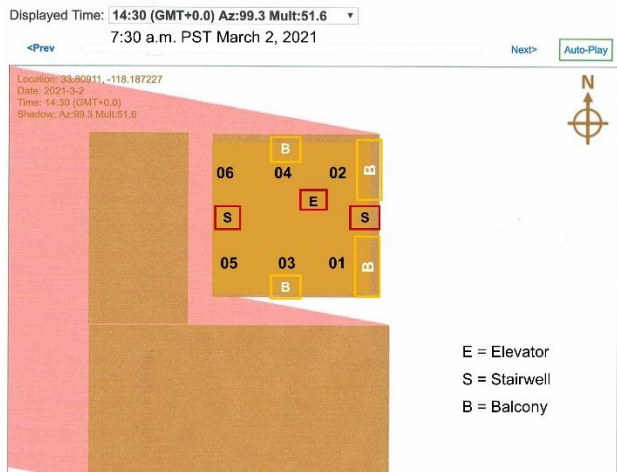 Displayed Time: 14:30 (GMT+0.0) Az:99.3 Mult:51.6
7:30 a.m. PST March 2, 2021
<Prev
Next>
Auto-Play
Location: 33.80911, -118.187227
Date: 2021-3-2
Time: 14:30 (GMT+0.0)
Shadow: Az:99.3 Mult:51.6
N
B
B
06 04 02
E
S
S
05 03 01
B
B
E = Elevator
S = Stairwell
B = Balcony